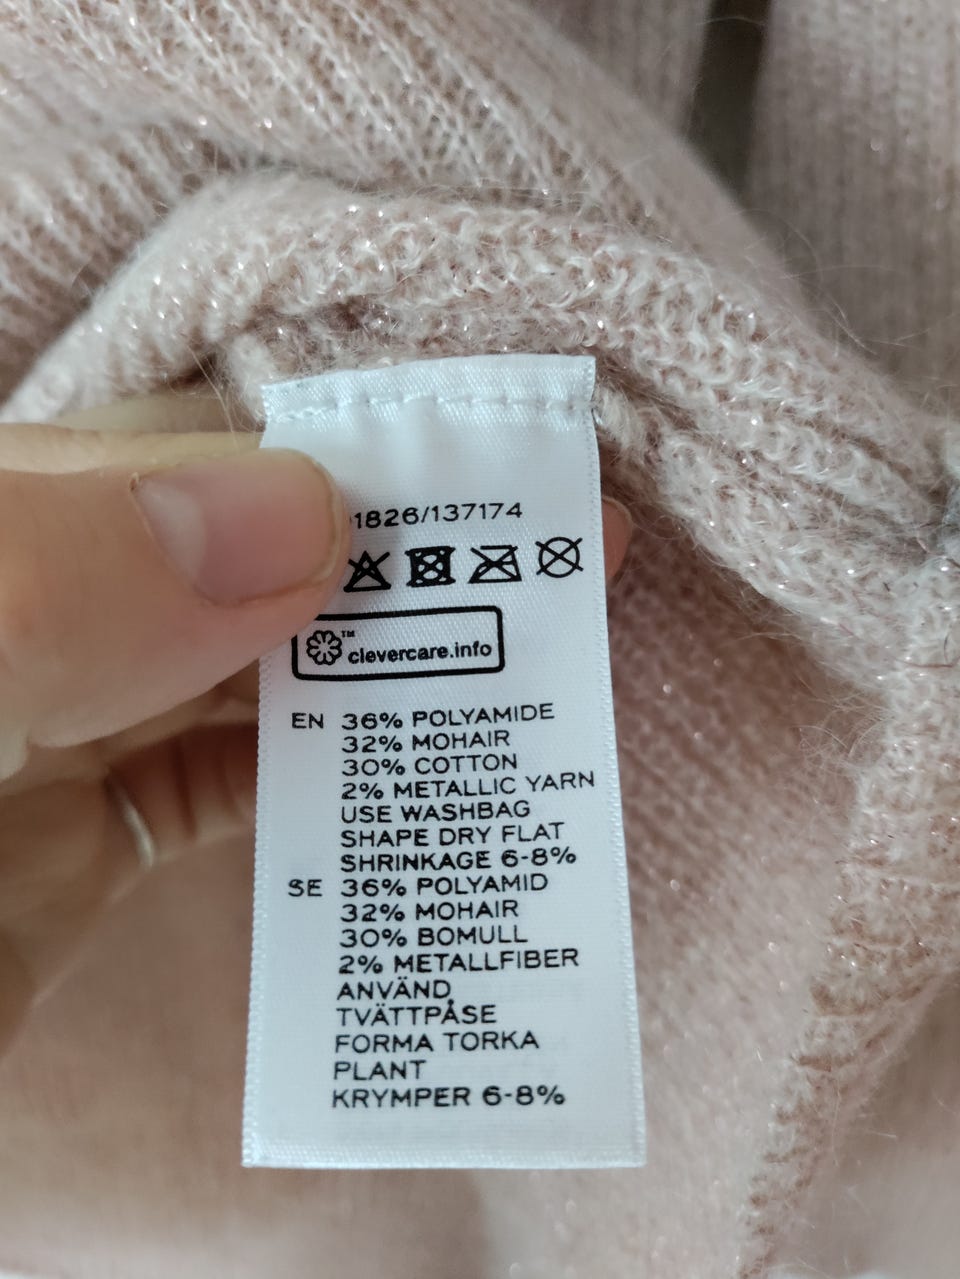 1826/137174
™
clevercare.info
EN 36% POLYAMIDE
32% MOHAIR
30% COTTON
2% METALLIC YARN
USE WASHBAG
SHAPE DRY FLAT
SHRINKAGE 6-8%
SE 36% POLYAMID
32% MOHAIR
30% BOMULL
2% METALLFIBER
ANVÄND
TVÄTTPÅSE
FORMA TORKA
PLANT
KRYMPER 6-8%